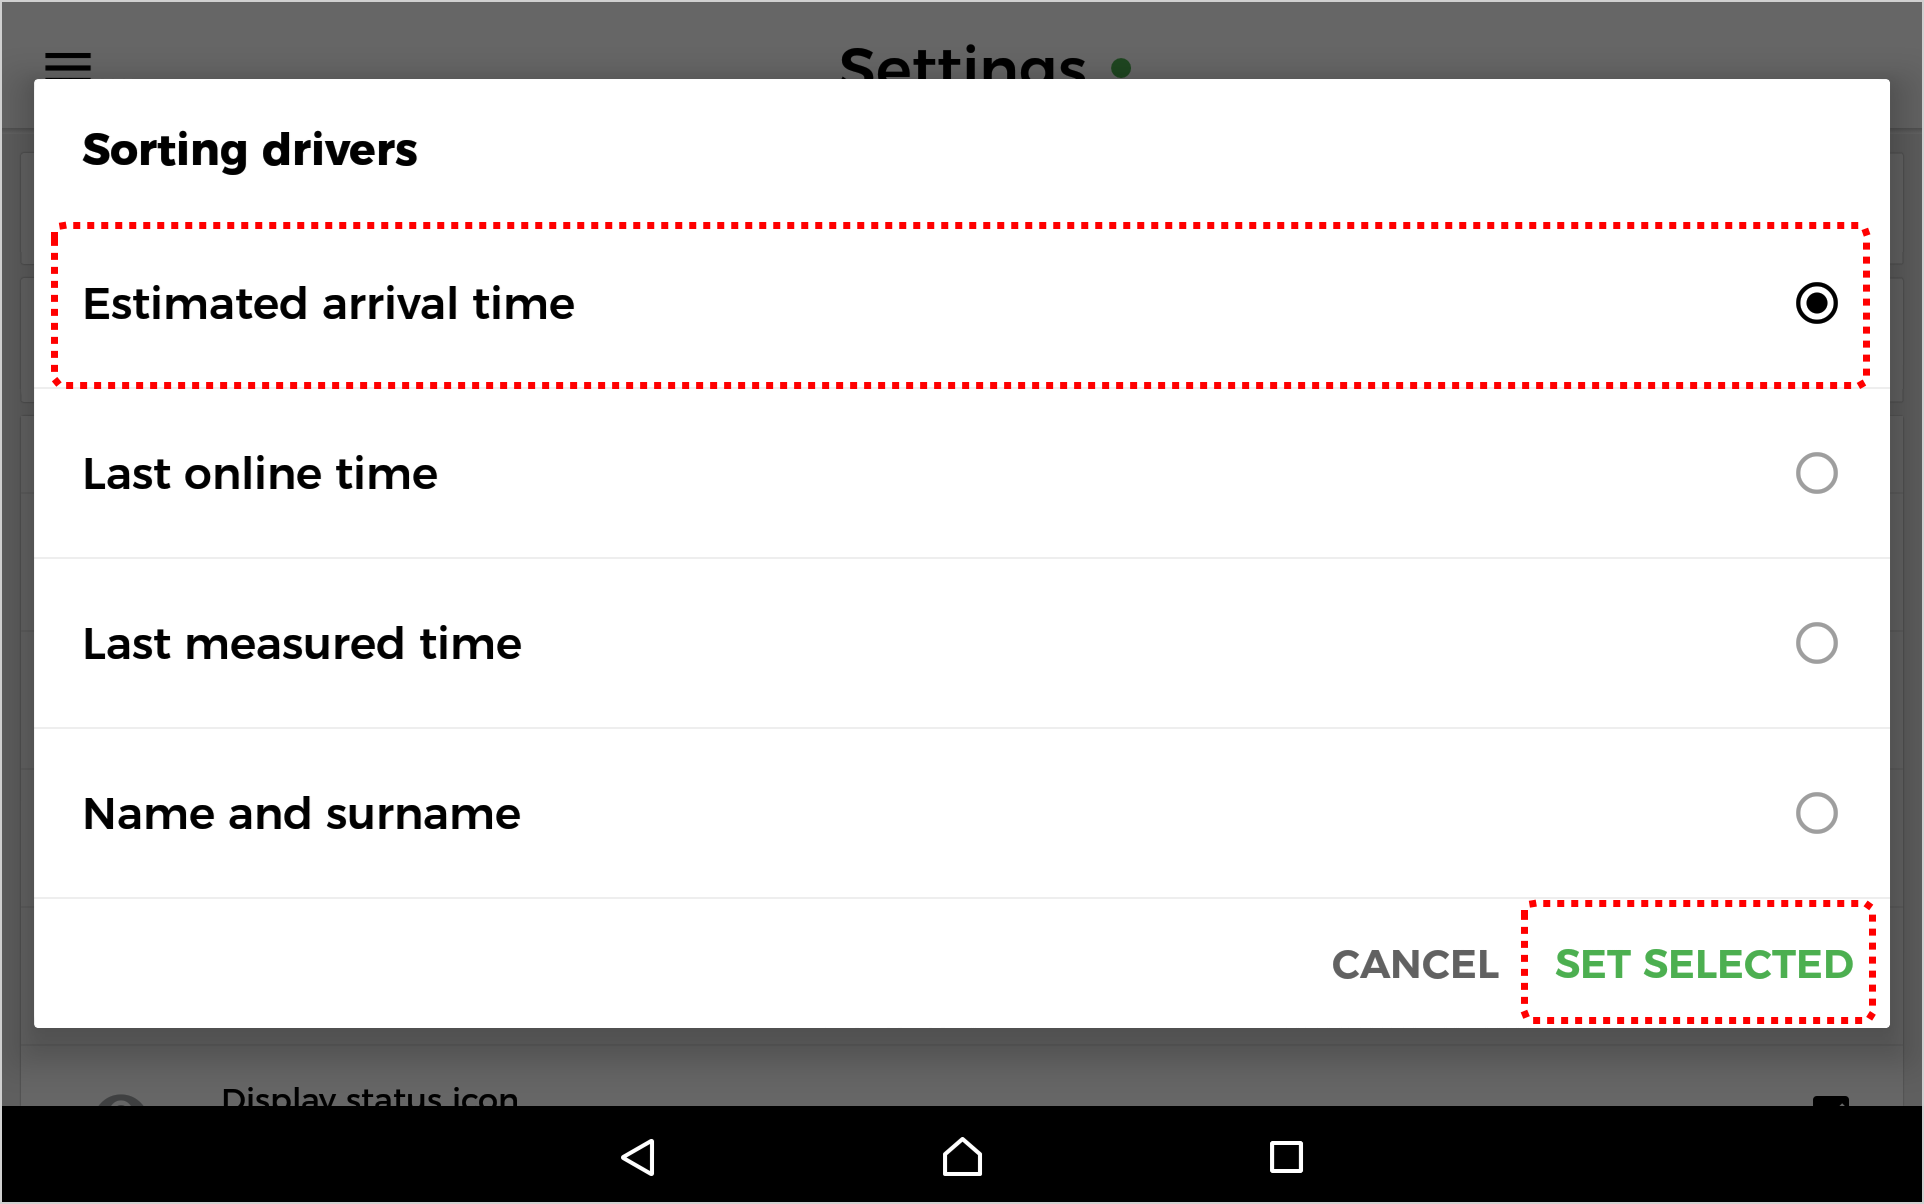 Settings
Sorting drivers
Estimated arrival time
Last online time
Last measured time
Name and surname
CANCEL SET SELECTED
Display status icon